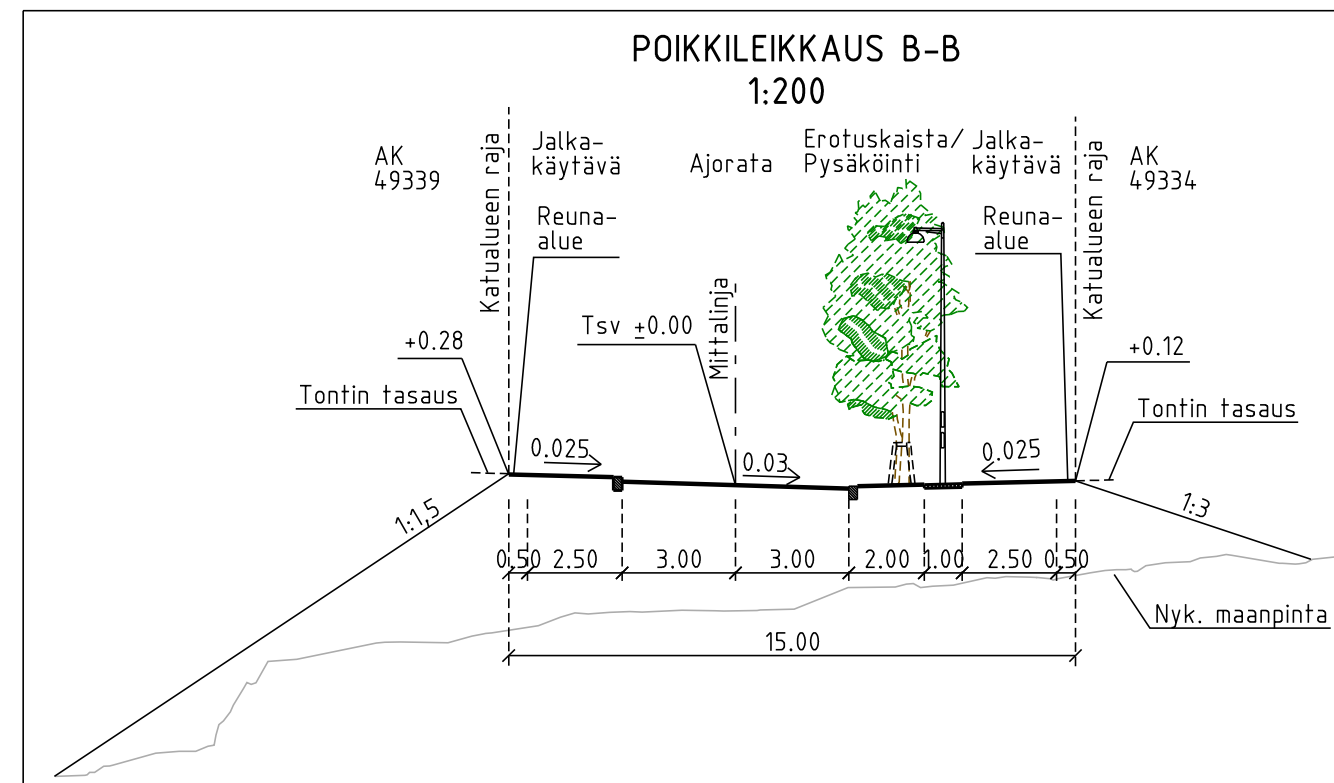 POIKKILEIKKAUS B-B
1:200
AK
49339
Katualueen raja
Jalka-
käytävä
Ajorata
Erotuskaista/
Pysäköinti
Jalka-
käytävä
Katualueen raja
AK
49334
Reuna-
alue
Reuna-
alue
Mittalinja
Tsv ±0.00
+0.28
+0.12
Tontin tasaus
Tontin tasaus
0.025
0.03
0.025
1:1,5
1:3
0.50
2.50
3.00
3.00
2.00
1.00
2.50
0.50
Nyk. maanpinta
15.00